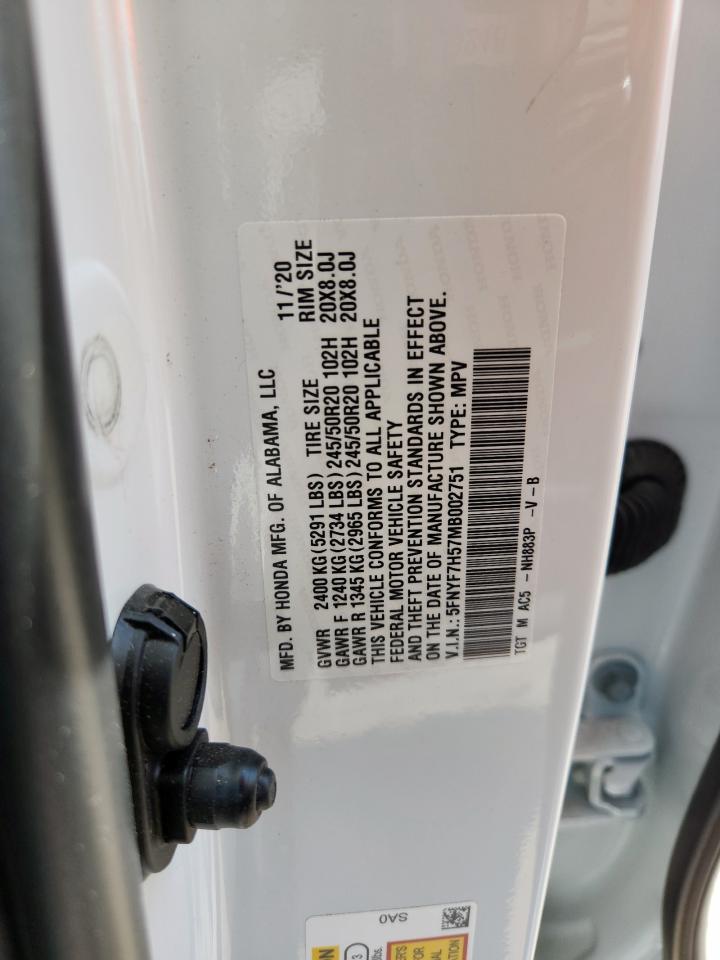 MFD. BY HONDA MFG. OF ALABAMA, LLC 11/'20
GVWR 2400 KG(5291 LBS) TIRE SIZE RIM SIZE
GAWR F 1240 KG(2734 LBS) 245/50R20 102H 20X8.0J
GAWR R 1345 KG(2965 LBS) 245/50R20 102H 20X8.0J
THIS VEHICLE CONFORMS TO ALL APPLICABLE
FEDERAL MOTOR VEHICLE SAFETY
AND THEFT PREVENTION STANDARDS IN EFFECT
ON THE DATE OF MANUFACTURE SHOWN ABOVE.
V.I.N.: 5FNYF7H57MB002751 TYPE: MPV
TGT M AC5 - NH883P -V - B
SA0